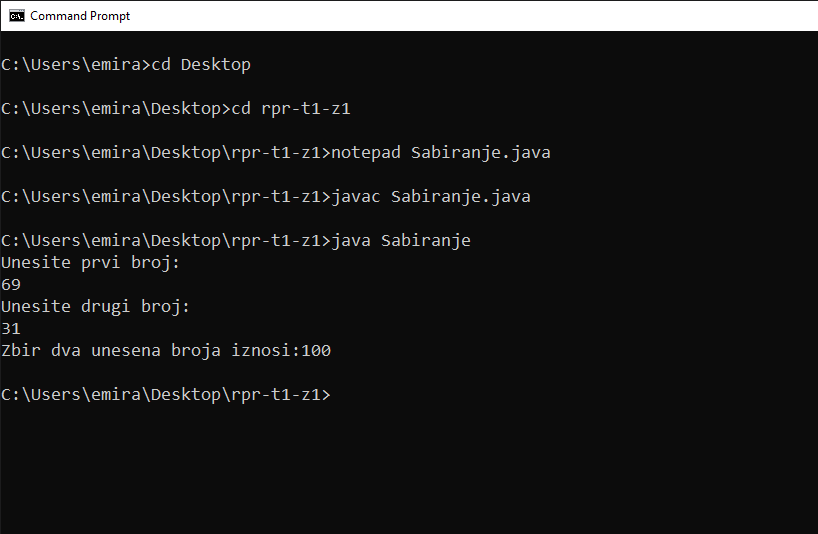 Command Prompt
C:\Users\emira>cd Desktop
C:\Users\emira\Desktop>cd rpr-t1-z1
C:\Users\emira\Desktop\rpr-t1-z1>notepad Sabiranje.java
C:\Users\emira\Desktop\rpr-t1-z1>javac Sabiranje.java
C:\Users\emira\Desktop\rpr-t1-z1>java Sabiranje
Unesite prvi broj:
69
Unesite drugi broj:
31
Zbir dva unesena broja iznosi:100
C:\Users\emira\Desktop\rpr-t1-z1>